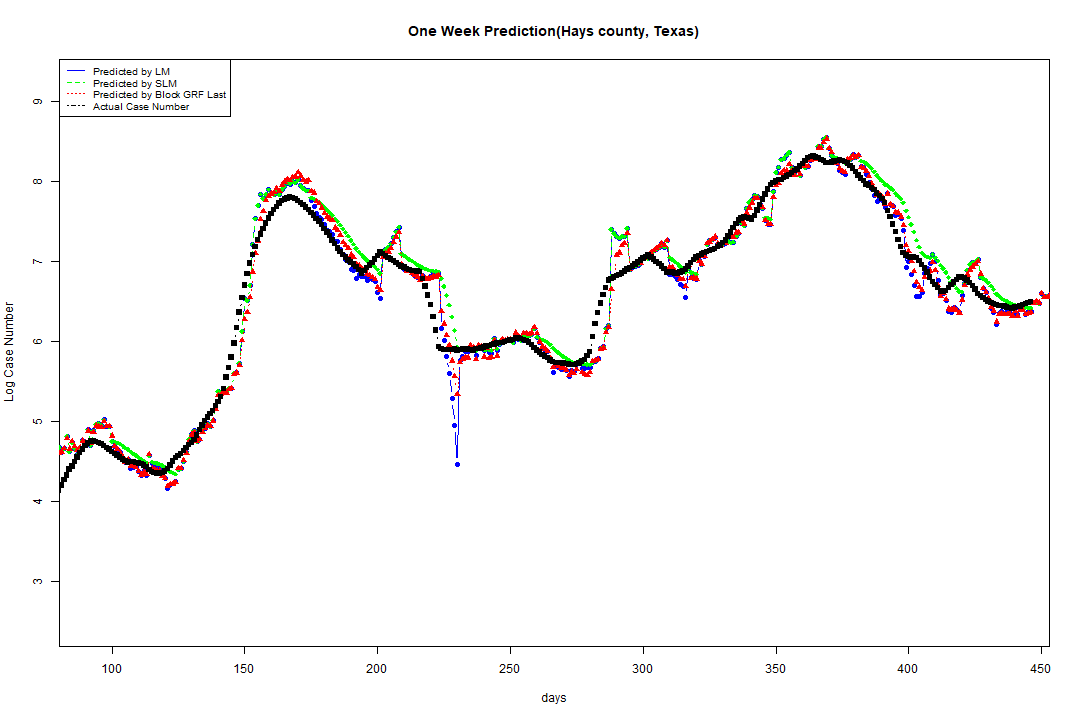 One Week Prediction(Hays county, Texas)
Predicted by LM
Predicted by SLM
Predicted by Block GRF Last
Actual Case Number
9
8
7
6
5
4
3
Log Case Number
100 150 200 250 300 350 400 450
days